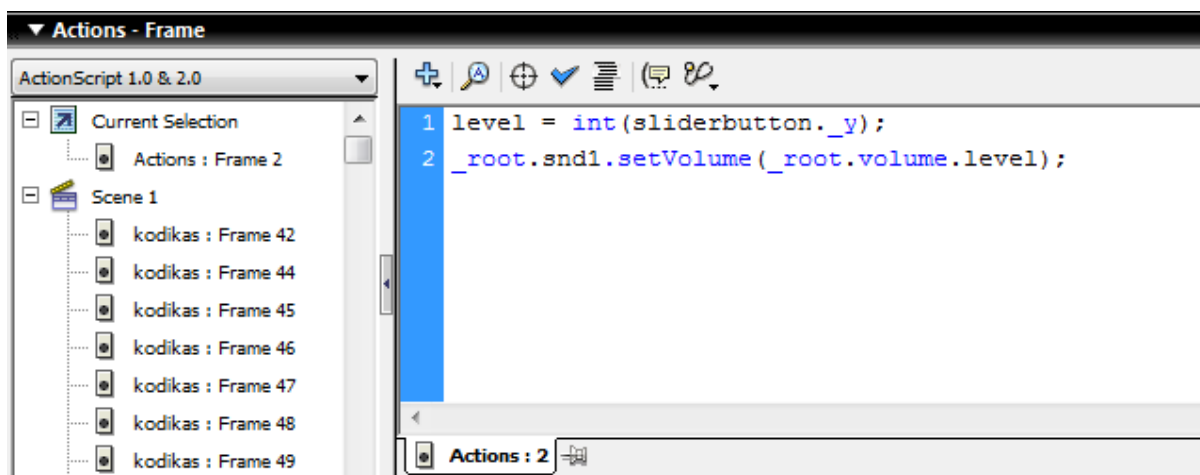 Actions - Frame
ActionScript 1.0 & 2.0
Current Selection
Actions : Frame 2
Scene 1
kodikas : Frame 42
kodikas : Frame 44
kodikas : Frame 45
kodikas : Frame 46
kodikas : Frame 47
kodikas : Frame 48
kodikas : Frame 49
1 level = int(sliderbutton._y);
2 _root.snd1.setVolume(_root.volume.level);
Actions : 2